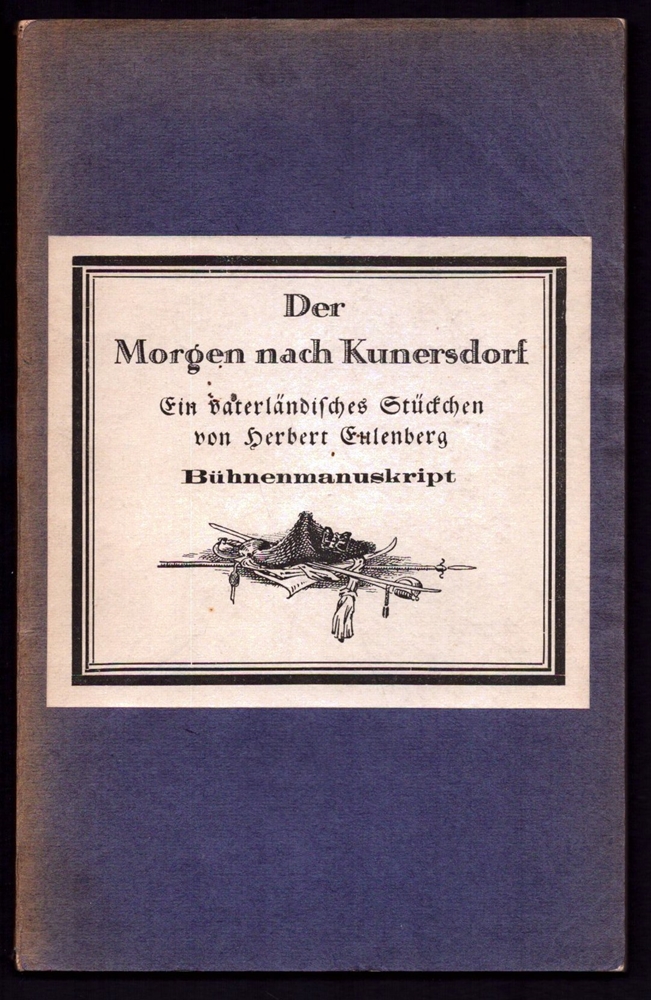 Der
Morgen nach Kunersdorf
Ein vaterländisches Stückchen
von Herbert Eulenberg
Bühnenmanuskript